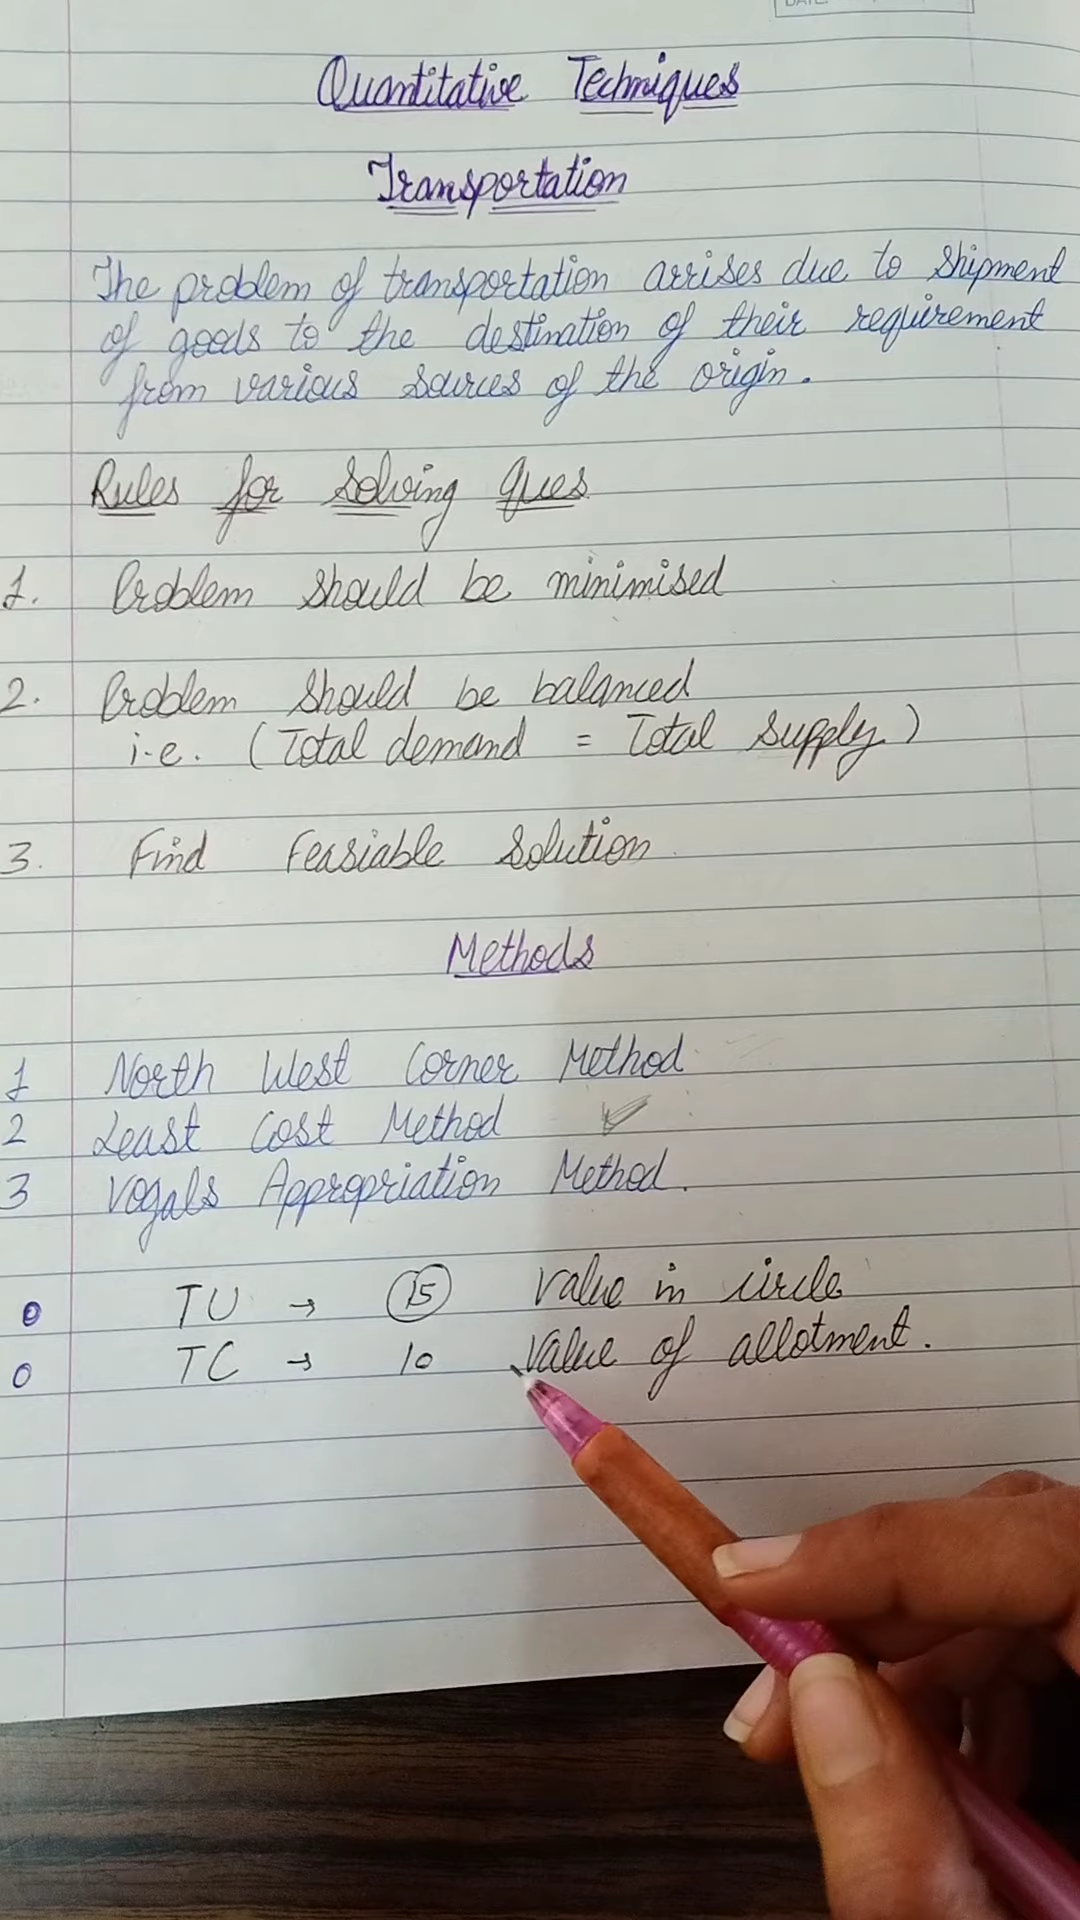 DATE:
Quantitative Techniques
Transportation
The problem of transportation arrises due to shipment
of goods to the destination of their requirement
from various sources of the origin.
Rules for Solving Ques
1. Problem should be minimised
2. Problem should be balanced
i.e. (Total demand = Total supply)
3. Find Feasiable Solution
Methods
1 North West Corner Method
2 Least Cost Method ✓
3 Vogals Appropriation Method.
TU → 15 Value in circle
TC → 10 Value of allotment.